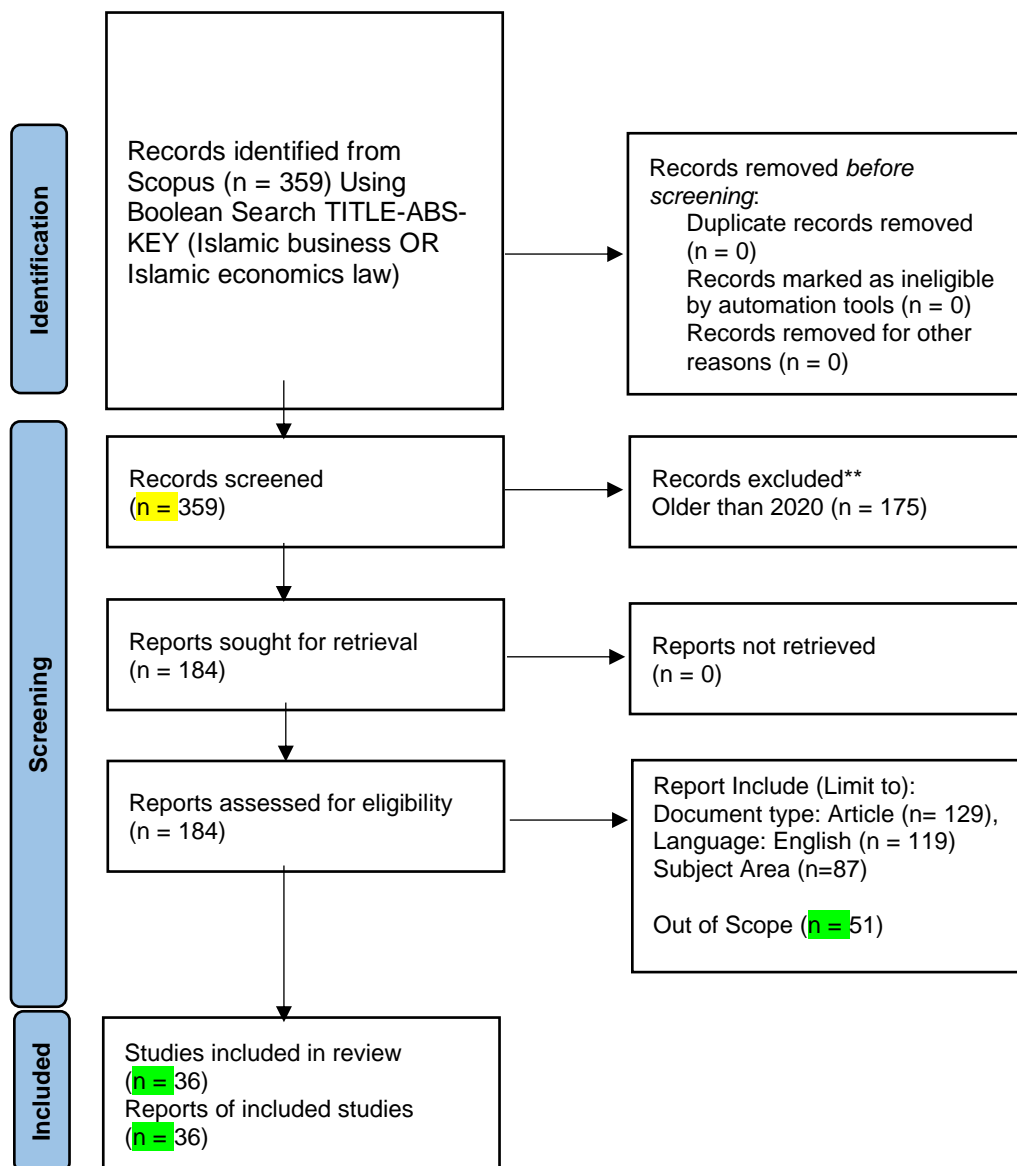 Identification
Records identified from
Scopus (n = 359) Using
Boolean Search TITLE-ABS-
KEY (Islamic business OR
Islamic economics law)
Records removed before
screening:
Duplicate records removed
(n = 0)
Records marked as ineligible
by automation tools (n = 0)
Records removed for other
reasons (n = 0)
Screening
Records screened
(n = 359)
Records excluded**
Older than 2020 (n = 175)
Reports sought for retrieval
(n = 184)
Reports not retrieved
(n = 0)
Reports assessed for eligibility
(n = 184)
Report Include (Limit to):
Document type: Article (n= 129),
Language: English (n = 119)
Subject Area (n=87)
Out of Scope (n = 51)
Included
Studies included in review
(n = 36)
Reports of included studies
(n = 36)